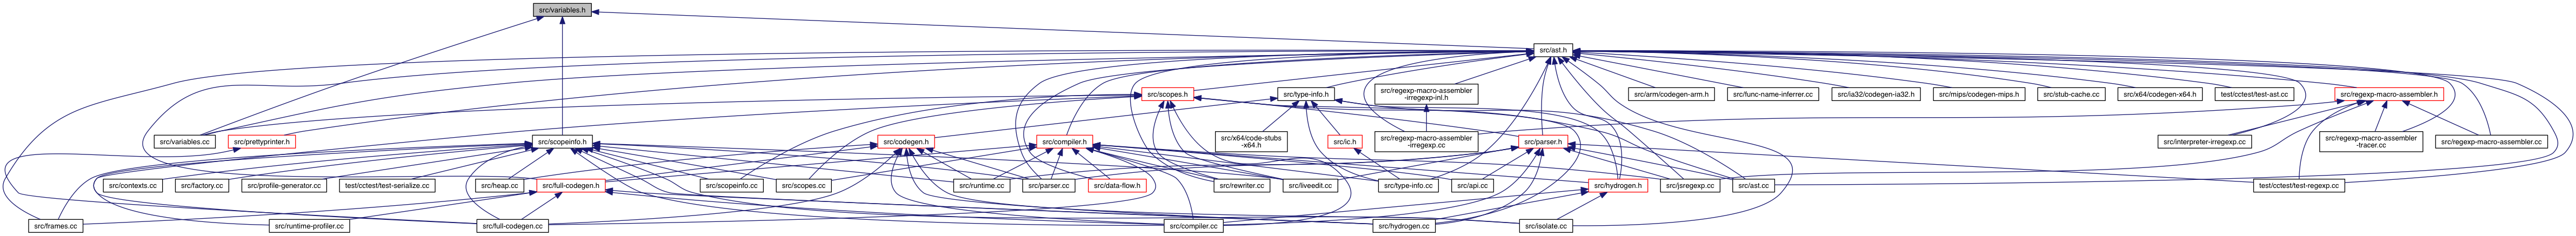 src/variables.h
src/ast.h
src/scopes.h
src/type-info.h
src/regexp-macro-assembler
-irregexp-inl.h
src/arm/codegen-arm.h
src/func-name-inferrer.cc
src/ia32/codegen-ia32.h
src/mips/codegen-mips.h
src/stub-cache.cc
src/x64/codegen-x64.h
test/cctest/test-ast.cc
src/regexp-macro-assembler.h
src/variables.cc
src/prettyprinter.h
src/scopeinfo.h
src/codegen.h
src/compiler.h
src/x64/code-stubs
-x64.h
src/ic.h
src/regexp-macro-assembler
-irregexp.cc
src/parser.h
src/interpreter-irregexp.cc
src/regexp-macro-assembler
-tracer.cc
src/regexp-macro-assembler.cc
src/contexts.cc
src/factory.cc
src/profile-generator.cc
test/cctest/test-serialize.cc
src/heap.cc
src/full-codegen.h
src/scopeinfo.cc
src/scopes.cc
src/runtime.cc
src/parser.cc
src/data-flow.h
src/rewriter.cc
src/liveedit.cc
src/type-info.cc
src/api.cc
src/hydrogen.h
src/jsregexp.cc
src/ast.cc
test/cctest/test-regexp.cc
src/frames.cc
src/runtime-profiler.cc
src/full-codegen.cc
src/compiler.cc
src/hydrogen.cc
src/isolate.cc